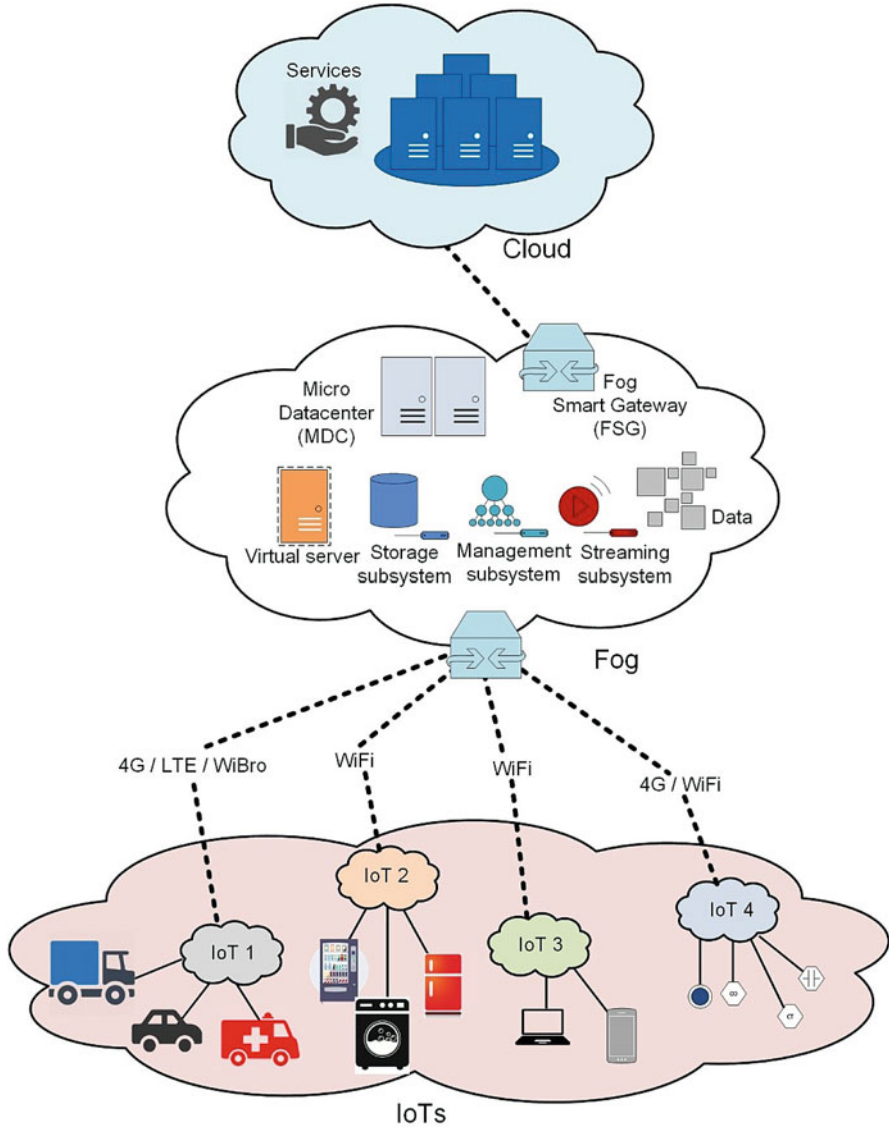 Services
Cloud
Micro
Datacenter
(MDC)
Fog
Smart Gateway
(FSG)
Data
Virtual server
Storage
subsystem
Management
subsystem
Streaming
subsystem
Fog
4G / LTE / WiBro
WiFi
WiFi
4G / WiFi
IoT 1
IoT 2
IoT 3
IoT 4
CT
IoTs